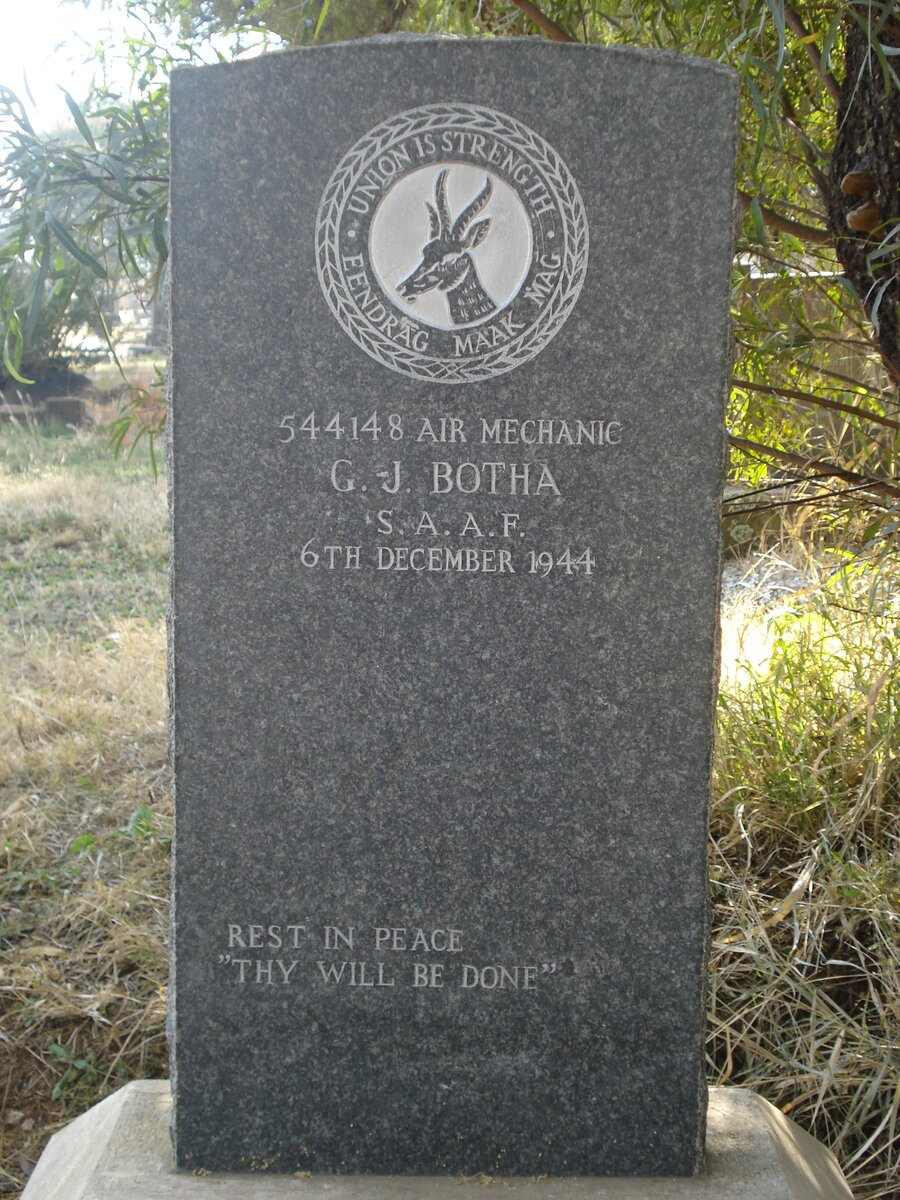 UNION IS STRENGTH
EENDRAG MAAK MAG
544148 AIR MECHANIC
G. J. BOTHA
S. A. A. F.
6TH DECEMBER 1944
REST IN PEACE
"THY WILL BE DONE"